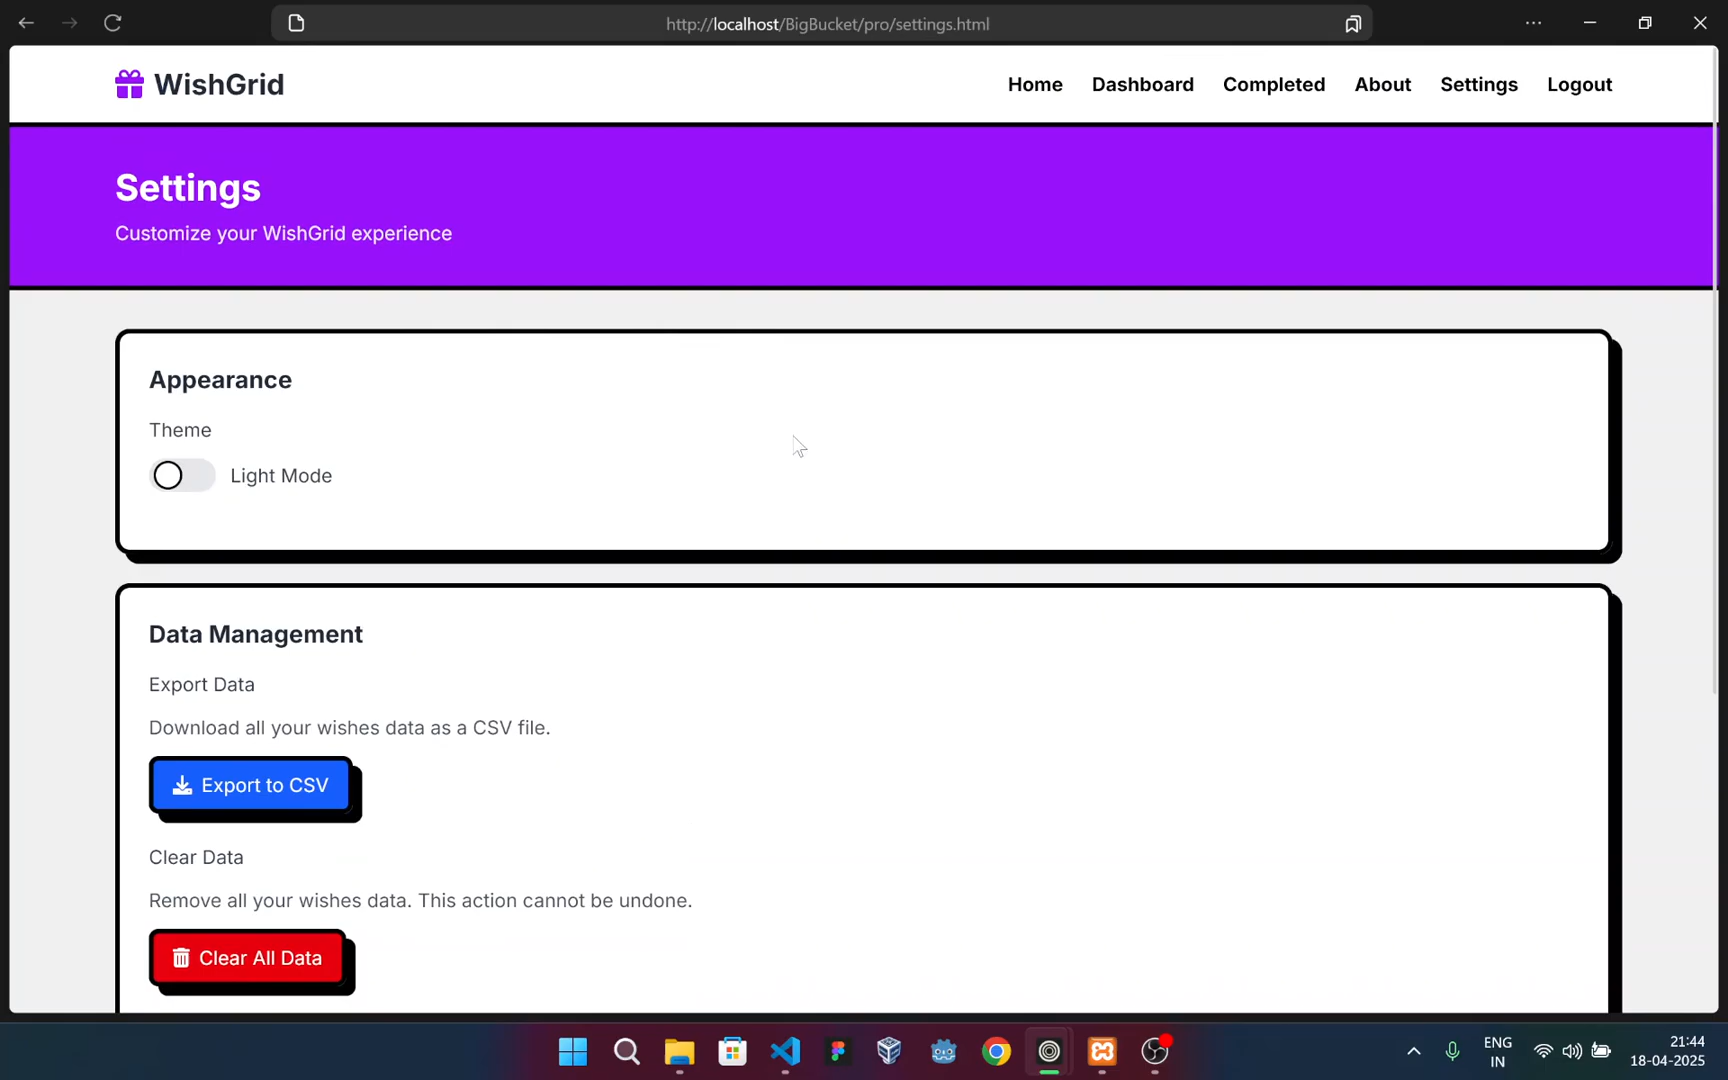 http://localhost/BigBucket/pro/settings.html
WishGrid
Home Dashboard Completed About Settings Logout
Settings
Customize your WishGrid experience
Appearance
Theme
Light Mode
Data Management
Export Data
Download all your wishes data as a CSV file.
Export to CSV
Clear Data
Remove all your wishes data. This action cannot be undone.
Clear All Data
ENG
IN
21:44
18-04-2025